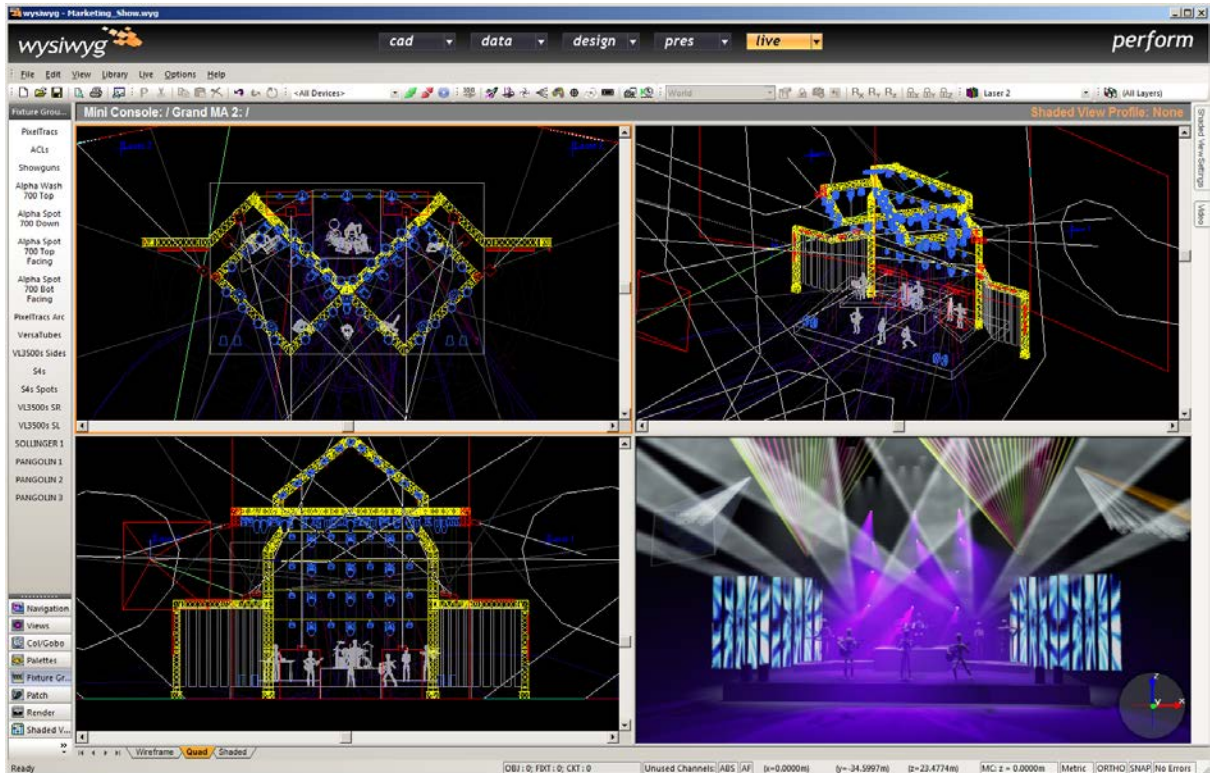 wysiwyg - Marketing_Show.wyg
wysiwyg
cad data design pres live
perform
File Edit View Library Live Options Help
<All Devices> World Laser 2 (All Layers)
Fixture Grou...
Mini Console: / Grand MA 2: /
Shaded View Profile: None
Shaded View Settings
Video
PixelTracs
ACLs
Showguns
Alpha Wash
700 Top
Alpha Spot
700 Down
Alpha Spot
700 Top
Facing
Alpha Spot
700 Bot
Facing
PixelTracs Arc
VersaTubes
VL3500s Sides
S4s
S4s Spots
VL3500s SR
VL3500s SL
SOLLINGER 1
PANGOLIN 1
PANGOLIN 2
PANGOLIN 3
Navigation
Views
Col/Gobo
Palettes
Fixture Gr...
Patch
Render
Shaded V...
Wireframe Quad Shaded
Ready
OBJ : 0; FIXT : 0; CKT : 0
Unused Channels: ABS AF (x=0.0000m) (y=-34.5997m) (z=23.4774m) MC: z = 0.0000m Metric ORTHO SNAP No Errors